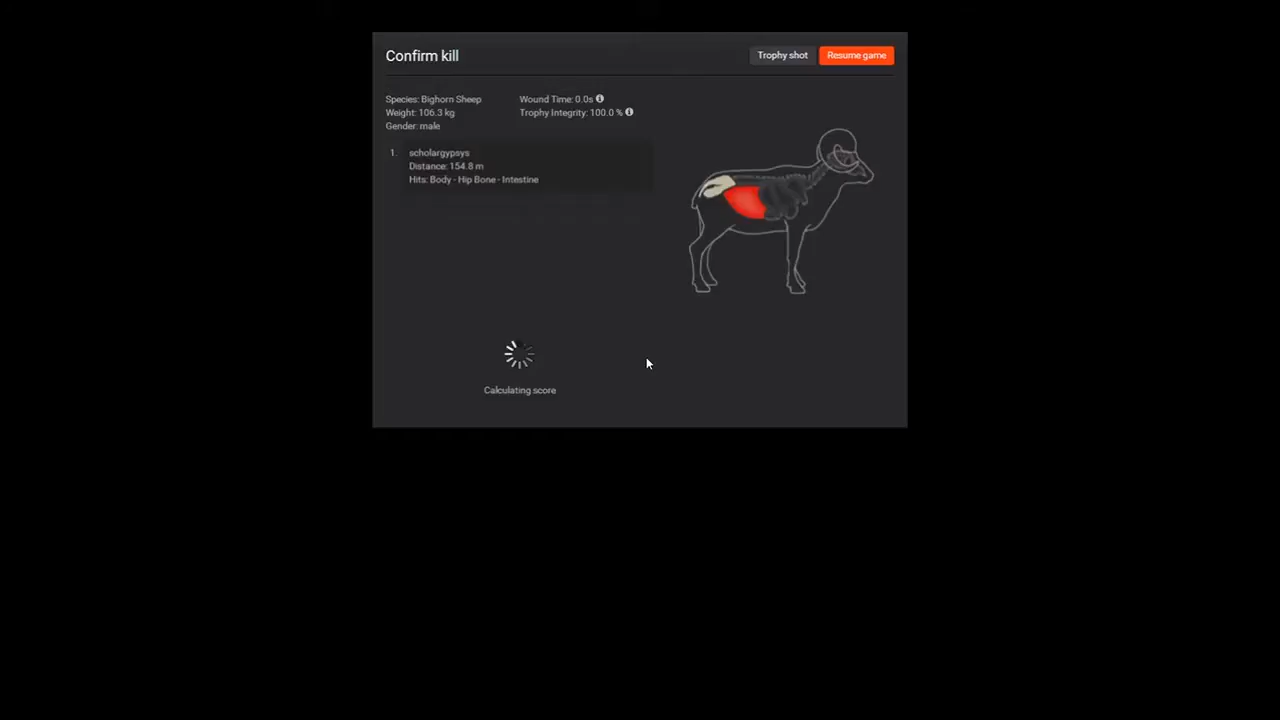 Confirm kill
Trophy shot
Resume game
Species: Bighorn Sheep
Weight: 106.3 kg
Gender: male
Wound Time: 0.0s
Trophy Integrity: 100.0 %
1. scholargypsys
Distance: 154.8 m
Hits: Body - Hip Bone - Intestine
Calculating score